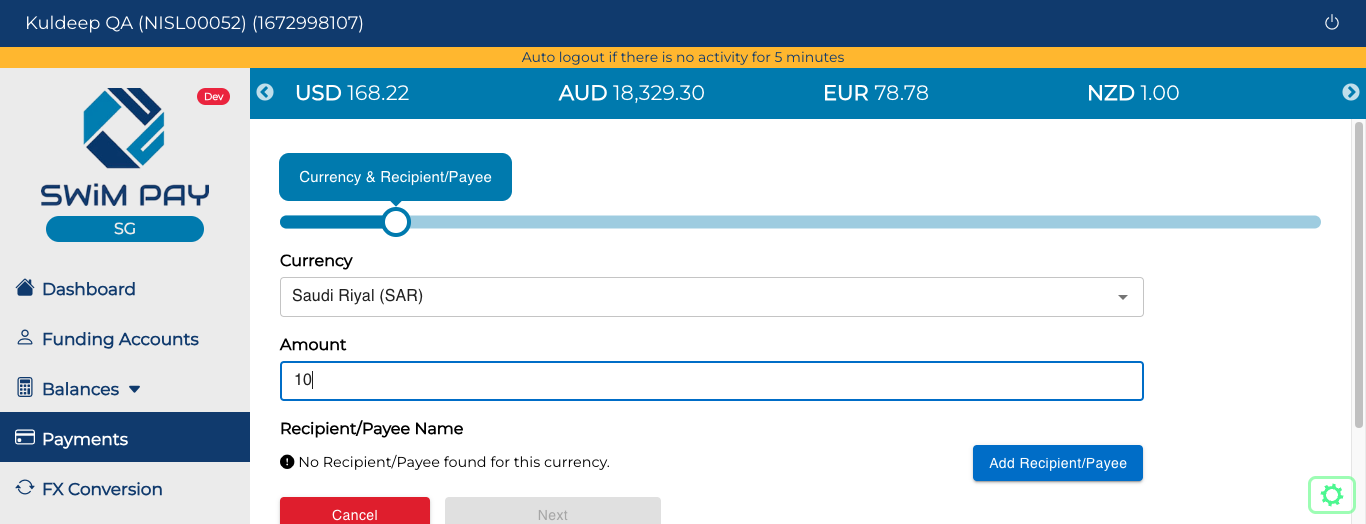 Kuldeep QA (NISL00052) (1672998107)
Auto logout if there is no activity for 5 minutes
Dev
SWiM PAY
SG
Dashboard
Funding Accounts
Balances
Payments
FX Conversion
USD 168.22 AUD 18,329.30 EUR 78.78 NZD 1.00
Currency & Recipient/Payee
Currency
Saudi Riyal (SAR)
Amount
10
Recipient/Payee Name
No Recipient/Payee found for this currency.
Add Recipient/Payee
Cancel Next